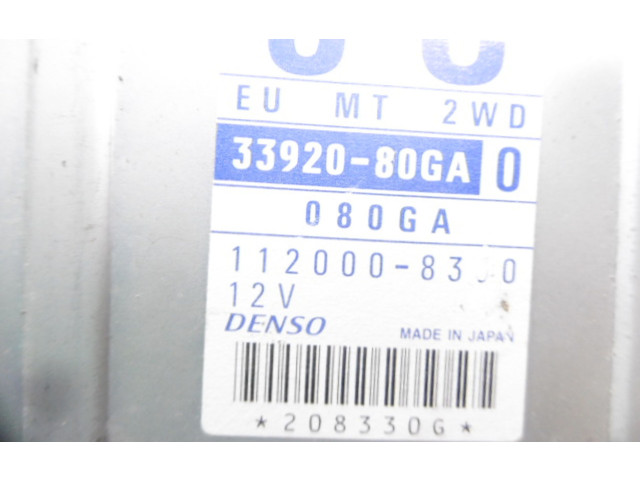 EU MT 2WD
33920-80GA 0
080GA
12V
DENSO MADE IN JAPAN
*208330G*